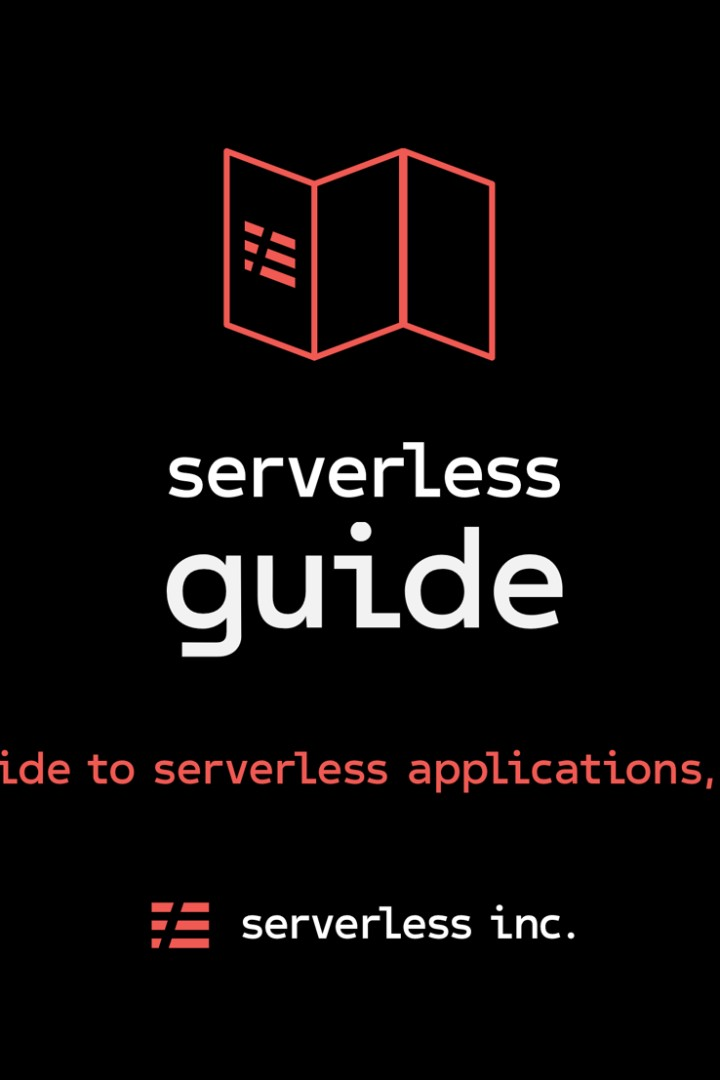 serverless
guide
ide to serverless applications,
serverless inc.